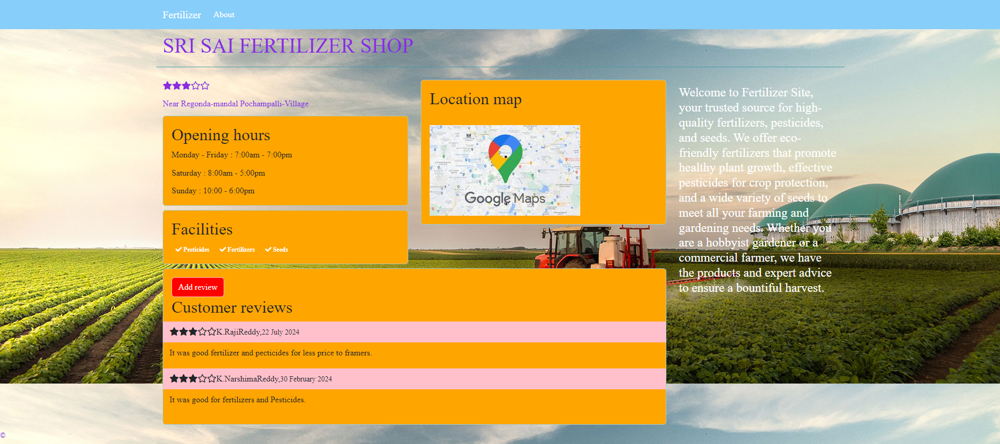 Fertilizer About
SRI SAI FERTILIZER SHOP
Near Regonda-mandal Pochampalli-Village
Opening hours
Monday - Friday : 7:00am - 7:00pm
Saturday : 8:00am - 5:00pm
Sunday : 10:00 - 6:00pm
Facilities
Pesticides Fertilizers Seeds
Location map
Google Maps
Welcome to Fertilizer Site,
your trusted source for high-
quality fertilizers, pesticides,
and seeds. We offer eco-
friendly fertilizers that promote
healthy plant growth, effective
pesticides for crop protection,
and a wide variety of seeds to
meet all your farming and
gardening needs. Whether you
are a hobbyist gardener or a
commercial farmer, we have
the products and expert advice
to ensure a bountiful harvest.
Add review
Customer reviews
K.RajiReddy,22 July 2024
It was good fertilizer and pecticides for less price to framers.
K.NarshimaReddy,30 February 2024
It was good for fertilizers and Pesticides.
©